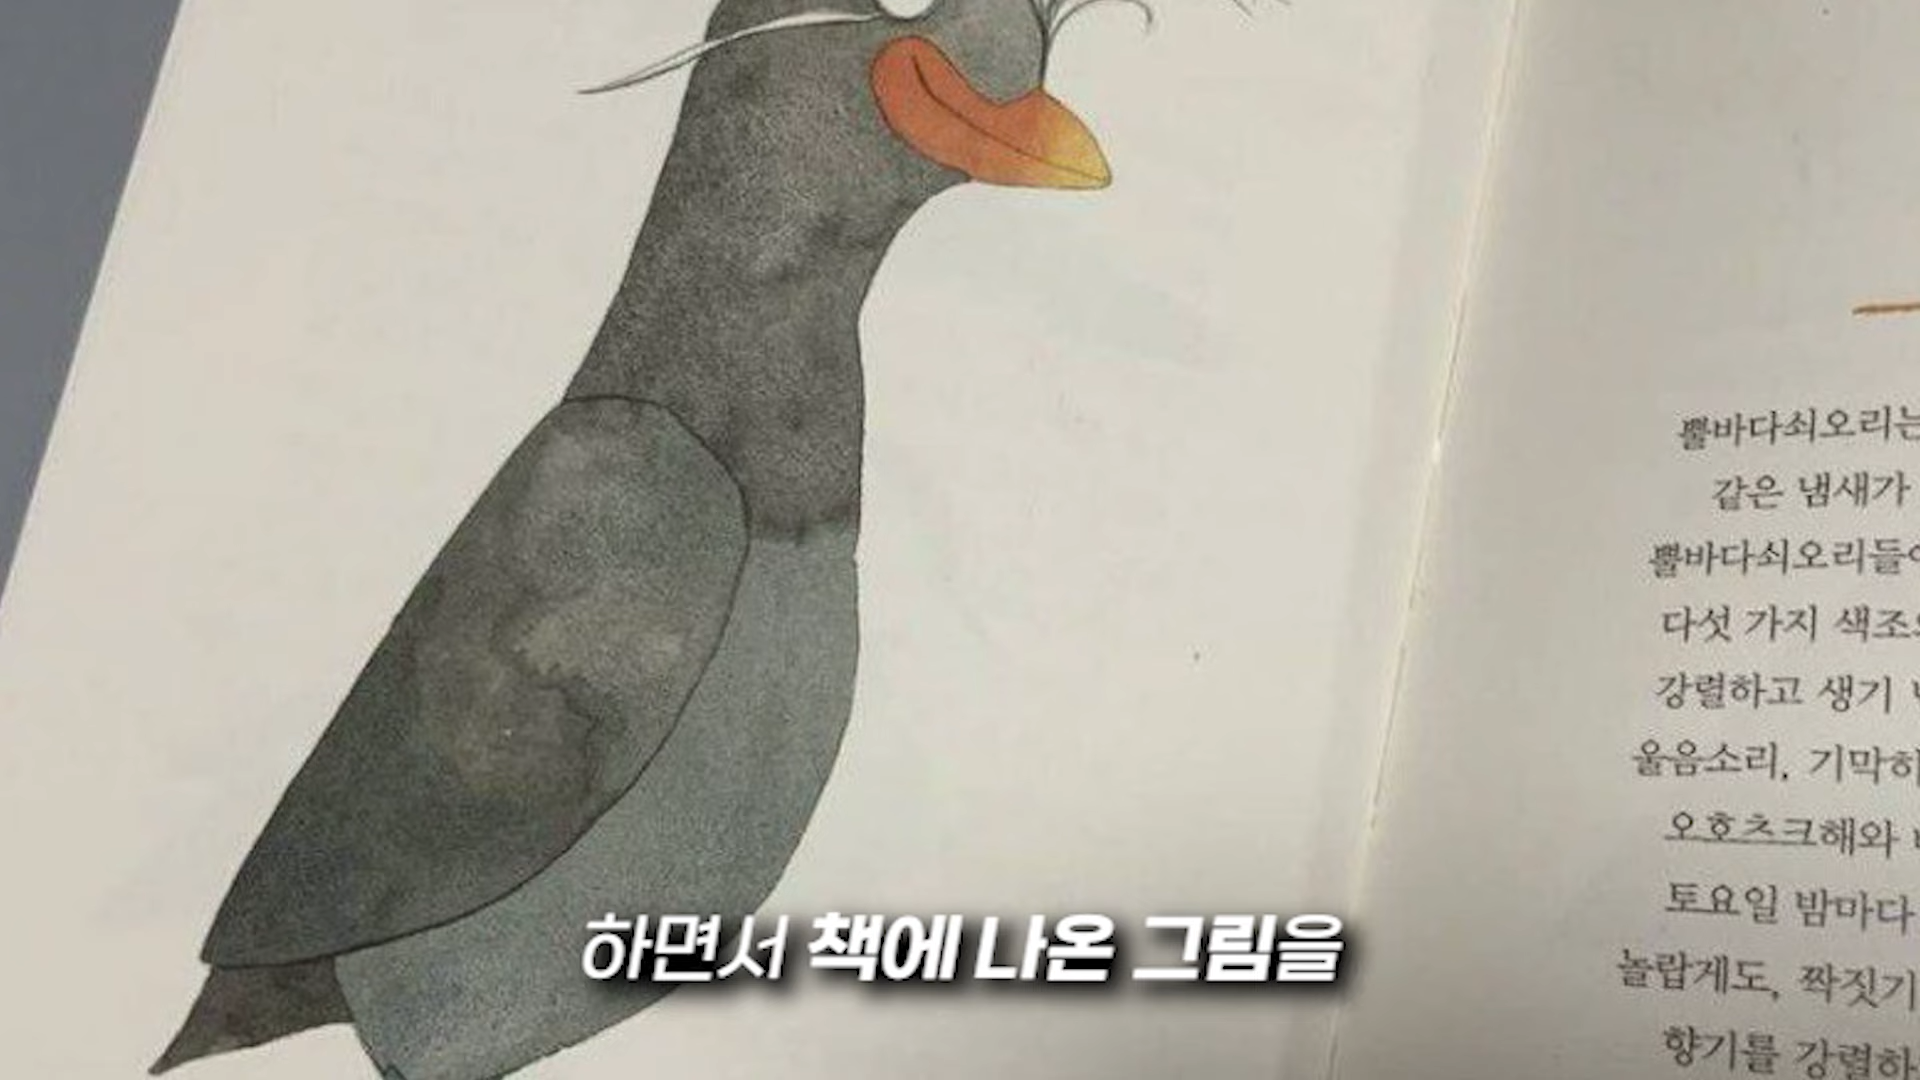 뿔바다쇠오리는
같은 냄새가
뿔바다쇠오리들이
다섯 가지 색조
강렬하고 생기
울음소리, 기막히
오호츠크해와
토요일 밤마다
놀랍게도, 짝짓기
향기를 강렬하
하면서 책에 나온 그림을